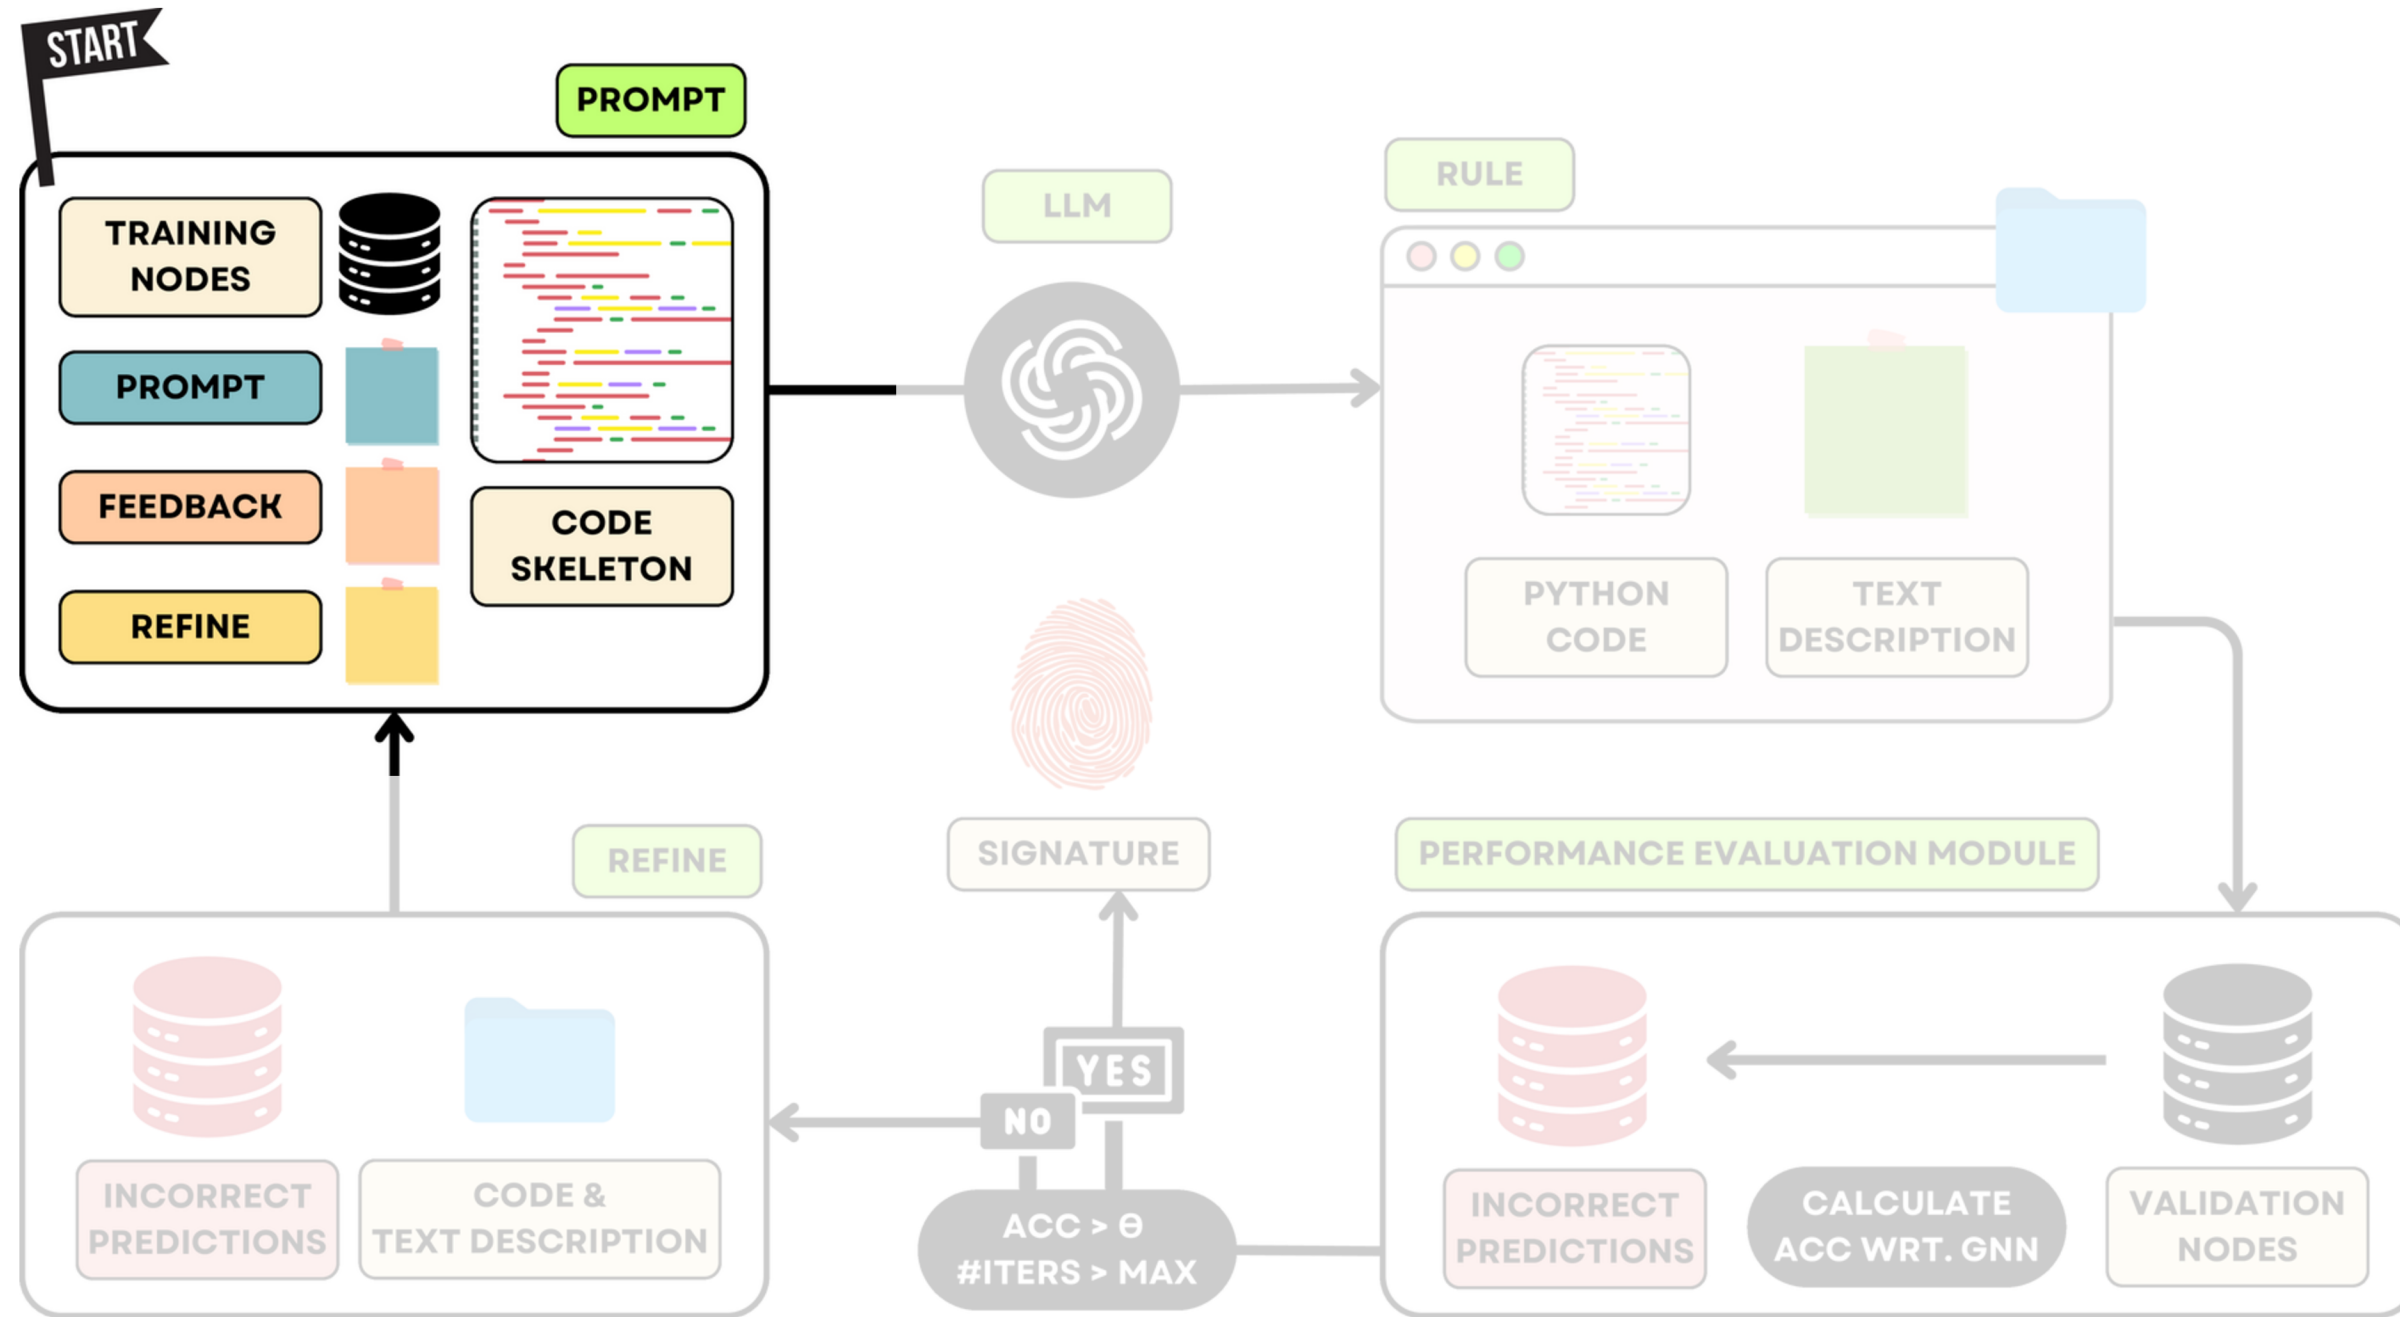 START
PROMPT
TRAINING
NODES
PROMPT
FEEDBACK
REFINE
CODE
SKELETON
LLM
RULE
PYTHON
CODE
TEXT
DESCRIPTION
SIGNATURE
PERFORMANCE EVALUATION MODULE
REFINE
INCORRECT
PREDICTIONS
CODE &
TEXT DESCRIPTION
YES
NO
ACC > Θ
#ITERS > MAX
INCORRECT
PREDICTIONS
CALCULATE
ACC WRT. GNN
VALIDATION
NODES